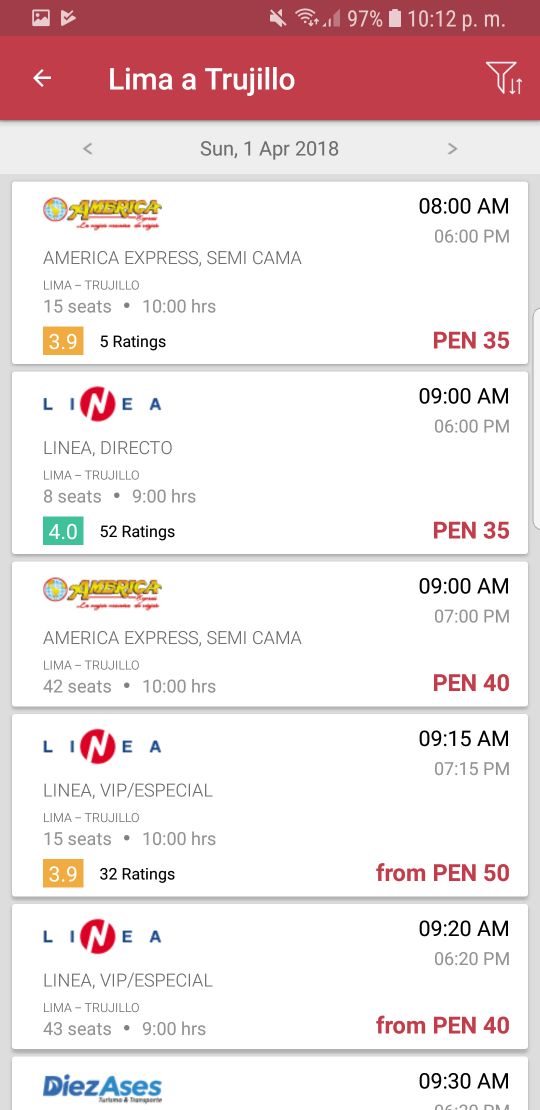 97% 10:12 p. m.
Lima a Trujillo
< Sun, 1 Apr 2018 >
AMERICA
Express
La mejor manera de viajar
08:00 AM
06:00 PM
AMERICA EXPRESS, SEMI CAMA
LIMA – TRUJILLO
15 seats • 10:00 hrs
3.9 5 Ratings
PEN 35
LINEA
09:00 AM
06:00 PM
LINEA, DIRECTO
LIMA – TRUJILLO
8 seats • 9:00 hrs
4.0 52 Ratings
PEN 35
AMERICA
Express
La mejor manera de viajar
09:00 AM
07:00 PM
AMERICA EXPRESS, SEMI CAMA
LIMA – TRUJILLO
42 seats • 10:00 hrs
PEN 40
LINEA
09:15 AM
07:15 PM
LINEA, VIP/ESPECIAL
LIMA – TRUJILLO
15 seats • 10:00 hrs
3.9 32 Ratings
from PEN 50
LINEA
09:20 AM
06:20 PM
LINEA, VIP/ESPECIAL
LIMA – TRUJILLO
43 seats • 9:00 hrs
from PEN 40
DiezAses
Turismo & Transporte
09:30 AM
06:30 PM